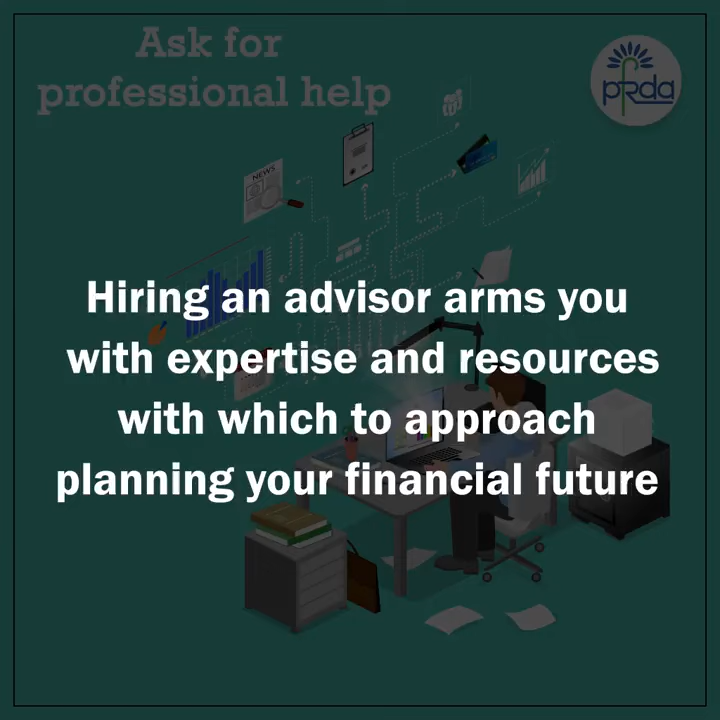 Ask for
professional help
pfrda
NEWS
Hiring an advisor arms you
with expertise and resources
with which to approach
planning your financial future